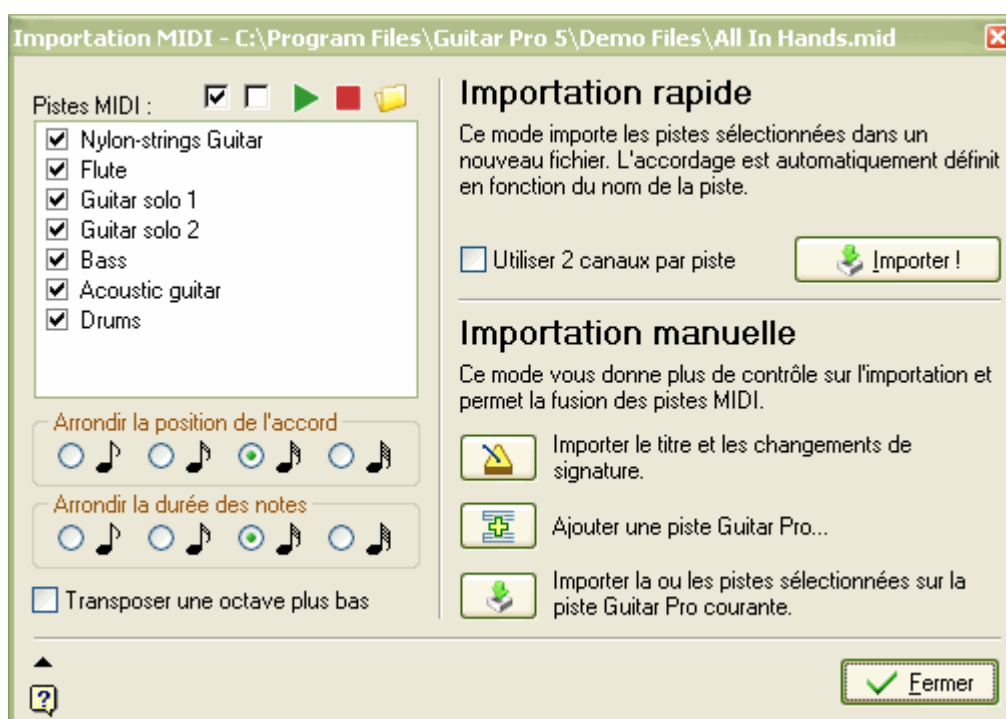 Importation MIDI - C:\Program Files\Guitar Pro 5\Demo Files\All In Hands.mid
Pistes MIDI :
Nylon-strings Guitar
Flute
Guitar solo 1
Guitar solo 2
Bass
Acoustic guitar
Drums
Arrondir la position de l'accord
Arrondir la durée des notes
Transposer une octave plus bas
Importation rapide
Ce mode importe les pistes sélectionnées dans un
nouveau fichier. L'accordage est automatiquement définit
en fonction du nom de la piste.
Utiliser 2 canaux par piste
Importer !
Importation manuelle
Ce mode vous donne plus de contrôle sur l'importation et
permet la fusion des pistes MIDI.
Importer le titre et les changements de
signature.
Ajouter une piste Guitar Pro...
Importer la ou les pistes sélectionnées sur la
piste Guitar Pro courante.
Fermer